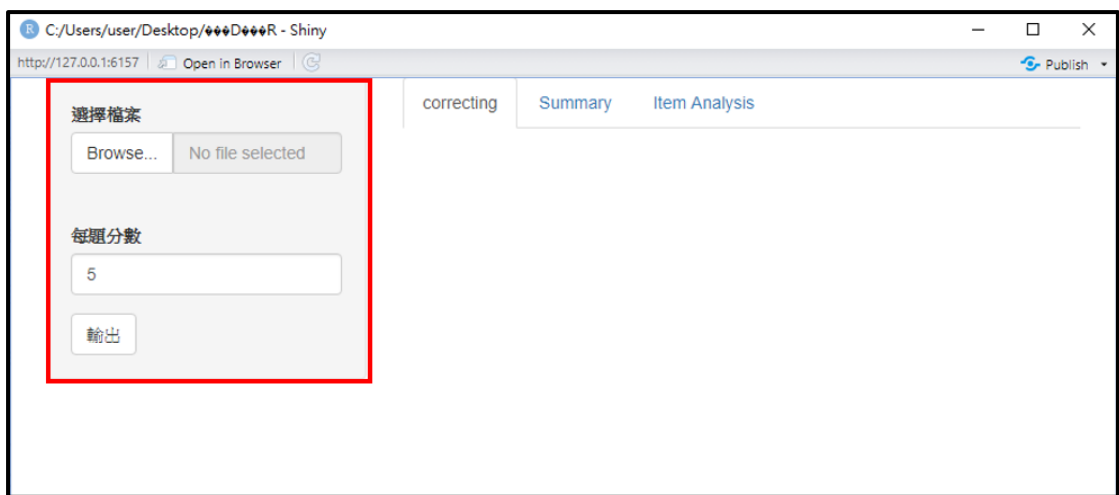 C:/Users/user/Desktop/���D���R - Shiny
http://127.0.0.1:6157 Open in Browser Publish
correcting Summary Item Analysis
選擇檔案
Browse... No file selected
每題分數
5
輸出